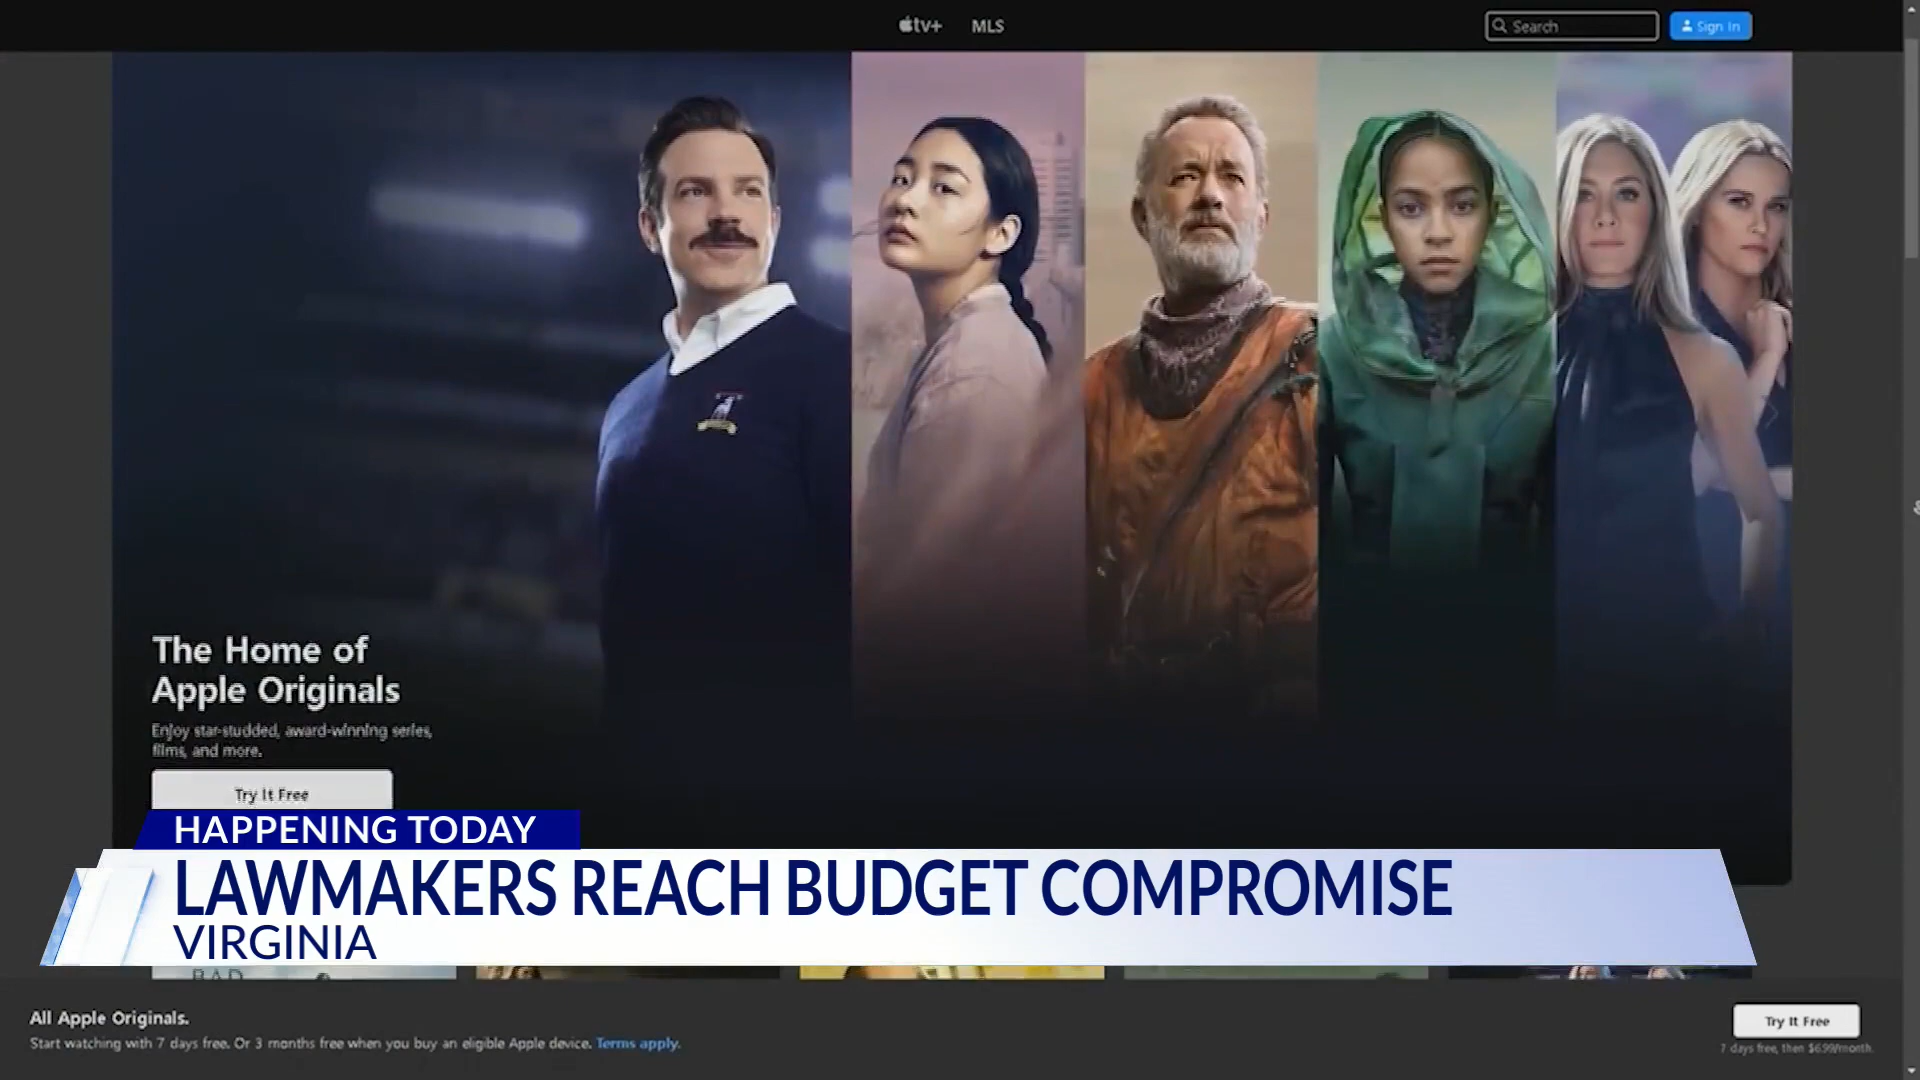 tv+
MLS
Search
Sign In
The Home of
Apple Originals
Enjoy star-studded, award-winning series,
films, and more.
Try It Free
HAPPENING TODAY
LAWMAKERS REACH BUDGET COMPROMISE
VIRGINIA
BAD
All Apple Originals.
Start watching with 7 days free. Or 3 months free when you buy an eligible Apple device. Terms apply.
Try It Free
7 days free, then $6.99/month.